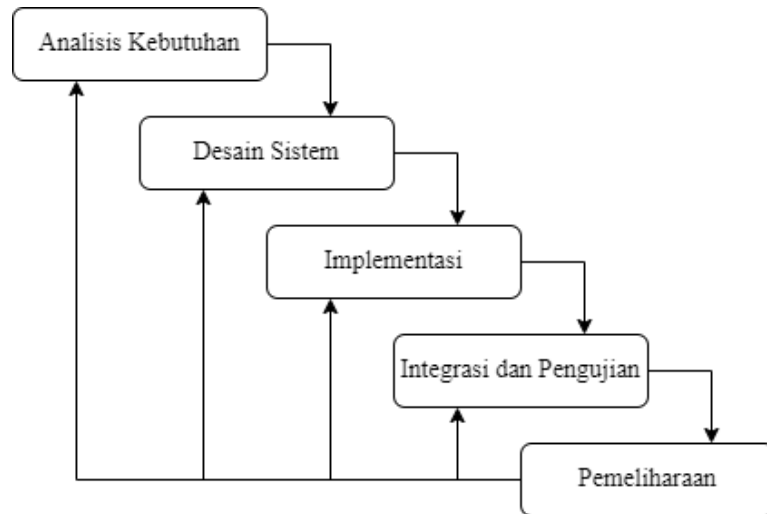 Analisis Kebutuhan
Desain Sistem
Implementasi
Integrasi dan Pengujian
Pemeliharaan